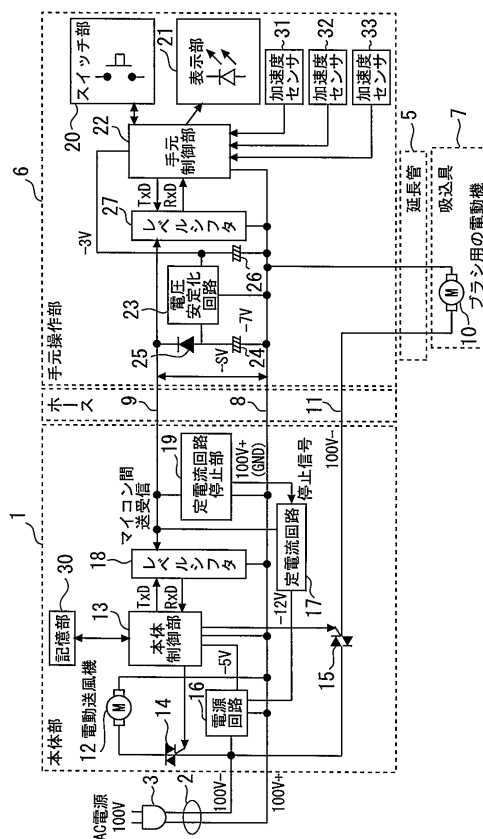 1
6
本体部
ホース
手元操作部
AC電源
100V
3
2
100V-
100V+
12 電動送風機
M
14
16
電源
回路
-5V
-12V
30
記憶部
13
本体
制御部
TxD
RxD
18
レベルシフタ
マイコン間
送受信
19
定電流回路
停止部
100V+
(GND)
停止信号
定電流回路
17
15
100V-
9
8
11
25
-8V
24
-7V
23
電圧
安定化
回路
26
-3V
27
レベルシフタ
TxD
RxD
22
手元
制御部
20
スイッチ部
21
表示部
加速度
センサ
31
加速度
センサ
32
加速度
センサ
33
5
延長管
7
吸込具
M
10
ブラシ用の電動機